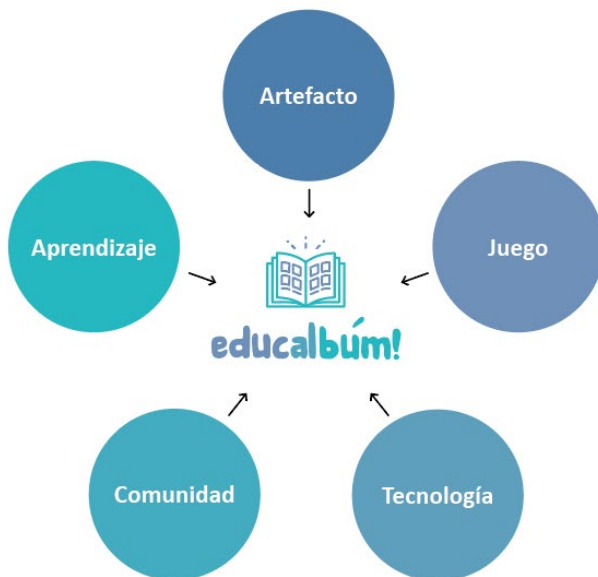 Artefacto
Aprendizaje
Juego
educalbúm!
Comunidad
Tecnología